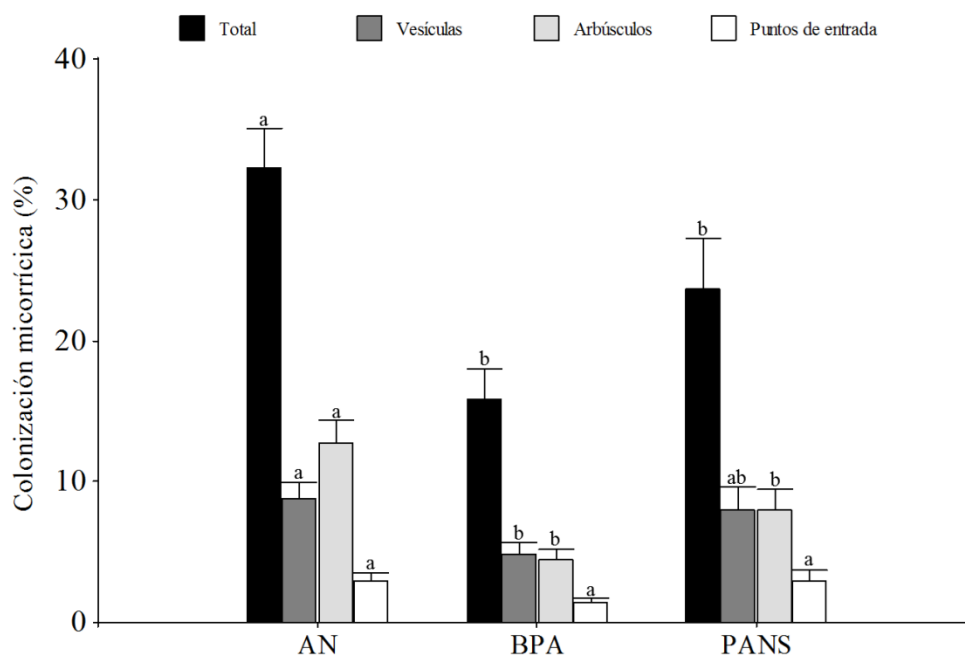 Total Vesículas Arbúsculos Puntos de entrada
Colonización micorrícica (%)
40
30
20
10
0
a
a
a
a
b
b
b
a
b
ab
b
a
AN BPA PANS